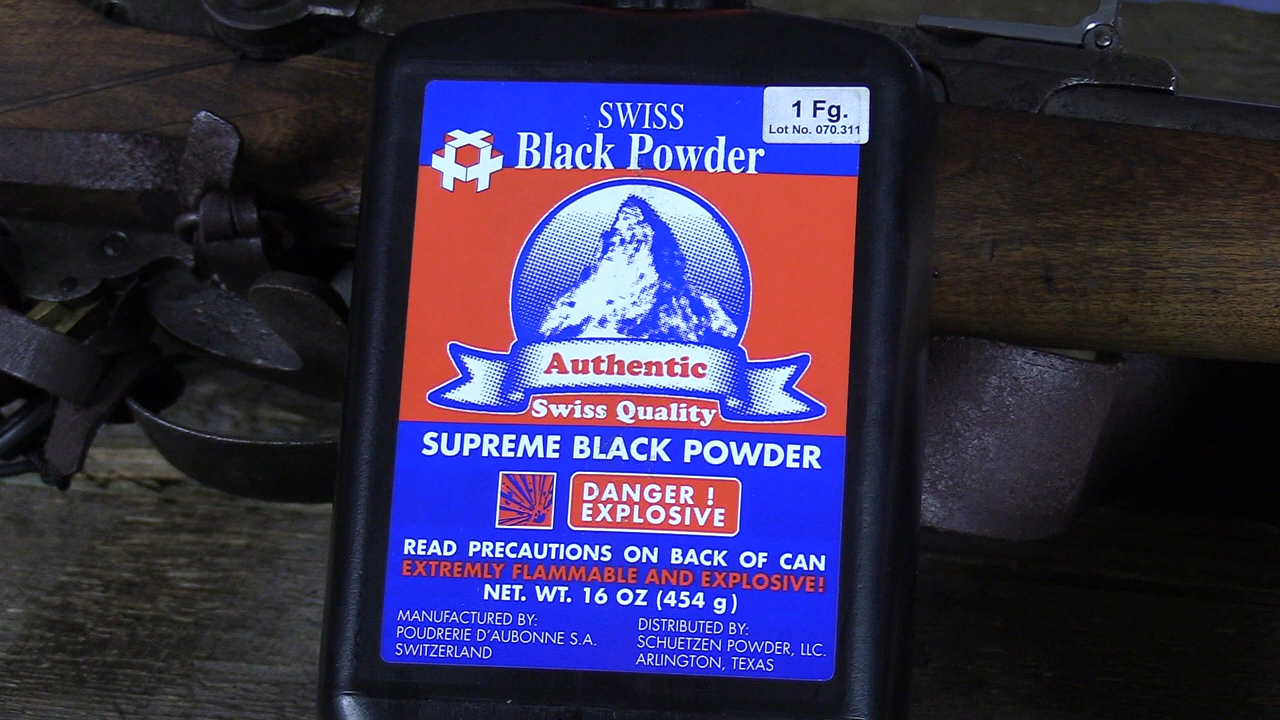 SWISS
Black Powder
1 Fg.
Lot No. 070.311
Authentic
Swiss Quality
SUPREME BLACK POWDER
DANGER !
EXPLOSIVE
READ PRECAUTIONS ON BACK OF CAN
EXTREMLY FLAMMABLE AND EXPLOSIVE!
NET. WT. 16 OZ (454 g)
MANUFACTURED BY:
POUDRERIE D'AUBONNE S.A.
SWITZERLAND
DISTRIBUTED BY:
SCHUETZEN POWDER, LLC.
ARLINGTON, TEXAS